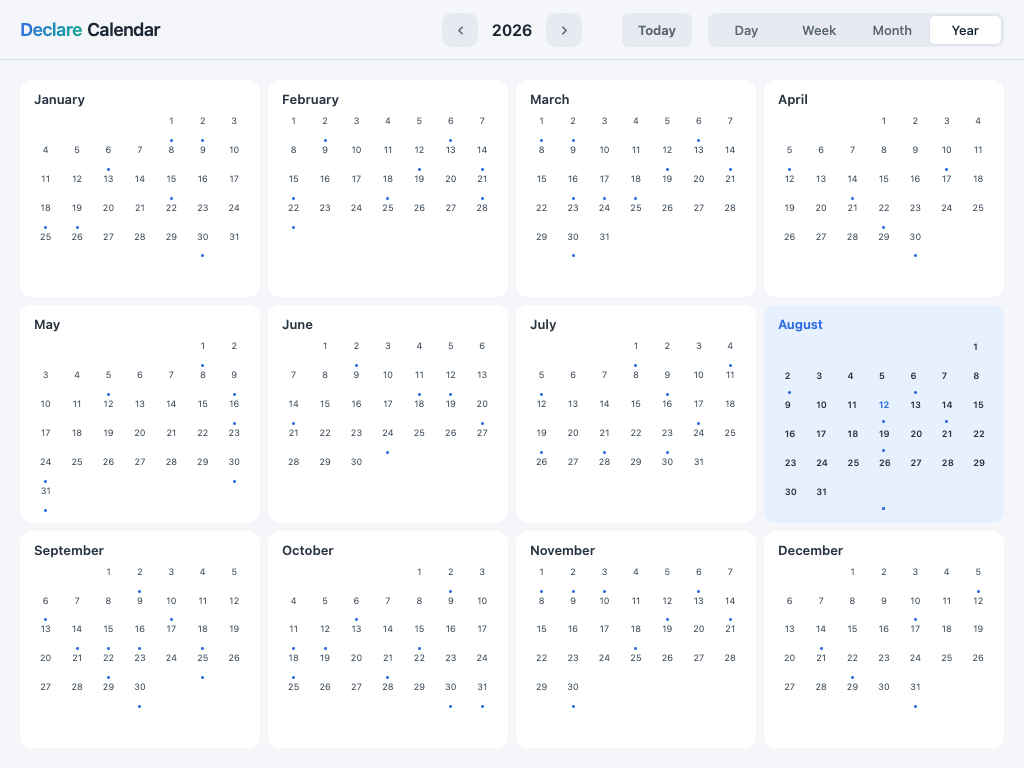 Declare Calendar
2026
Today
Day Week Month Year
January
1 2 3
4 5 6 7 8 9 10
11 12 13 14 15 16 17
18 19 20 21 22 23 24
25 26 27 28 29 30 31
February
1 2 3 4 5 6 7
8 9 10 11 12 13 14
15 16 17 18 19 20 21
22 23 24 25 26 27 28
March
1 2 3 4 5 6 7
8 9 10 11 12 13 14
15 16 17 18 19 20 21
22 23 24 25 26 27 28
29 30 31
April
1 2 3 4
5 6 7 8 9 10 11
12 13 14 15 16 17 18
19 20 21 22 23 24 25
26 27 28 29 30
May
1 2
3 4 5 6 7 8 9
10 11 12 13 14 15 16
17 18 19 20 21 22 23
24 25 26 27 28 29 30
31
June
1 2 3 4 5 6
7 8 9 10 11 12 13
14 15 16 17 18 19 20
21 22 23 24 25 26 27
28 29 30
July
1 2 3 4
5 6 7 8 9 10 11
12 13 14 15 16 17 18
19 20 21 22 23 24 25
26 27 28 29 30 31
August
1
2 3 4 5 6 7 8
9 10 11 12 13 14 15
16 17 18 19 20 21 22
23 24 25 26 27 28 29
30 31
September
1 2 3 4 5
6 7 8 9 10 11 12
13 14 15 16 17 18 19
20 21 22 23 24 25 26
27 28 29 30
October
1 2 3
4 5 6 7 8 9 10
11 12 13 14 15 16 17
18 19 20 21 22 23 24
25 26 27 28 29 30 31
November
1 2 3 4 5 6 7
8 9 10 11 12 13 14
15 16 17 18 19 20 21
22 23 24 25 26 27 28
29 30
December
1 2 3 4 5
6 7 8 9 10 11 12
13 14 15 16 17 18 19
20 21 22 23 24 25 26
27 28 29 30 31